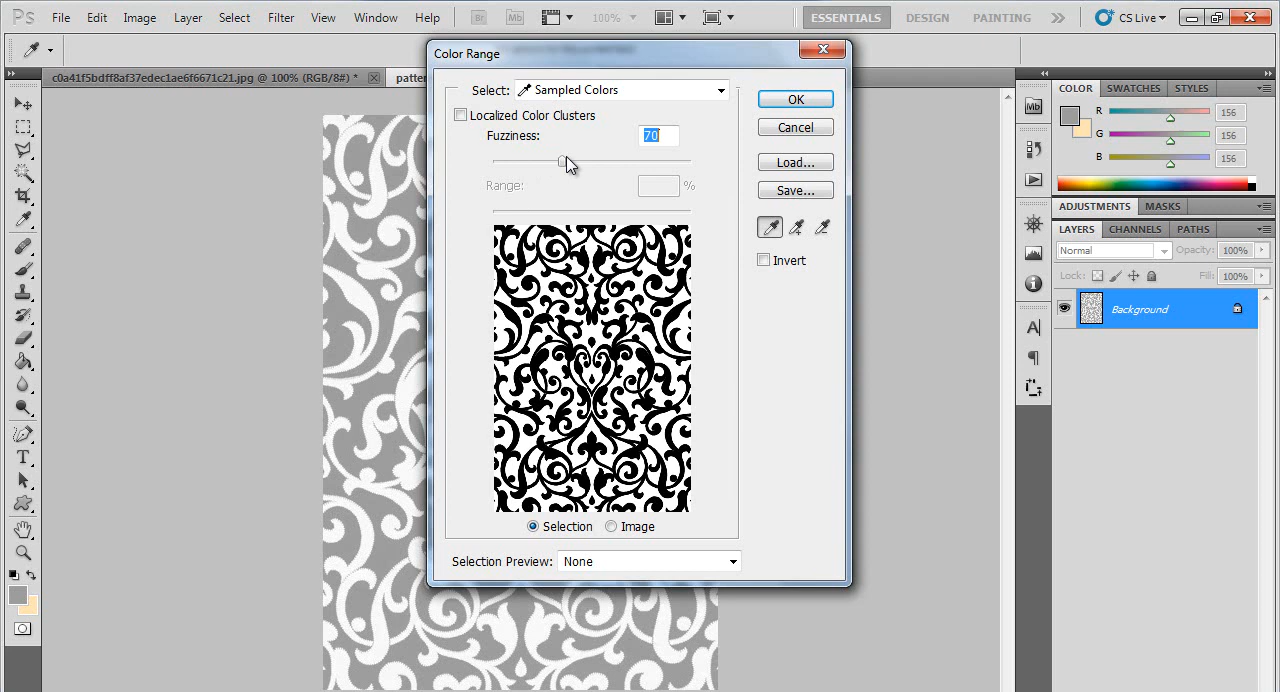 Ps File Edit Image Layer Select Filter View Window Help Br Mb 100% ESSENTIALS DESIGN PAINTING CS Live
c0a41f5bdff8af37edec1ae6f6671c21.jpg @ 100% (RGB/8#) * patter
Color Range
Select: Sampled Colors
Localized Color Clusters
Fuzziness: 70
Range: %
Selection Image
Selection Preview: None
OK
Cancel
Load...
Save...
Invert
Mb
COLOR SWATCHES STYLES
R 156
G 156
B 156
ADJUSTMENTS MASKS
LAYERS CHANNELS PATHS
Normal Opacity: 100%
Lock: Fill: 100%
Background